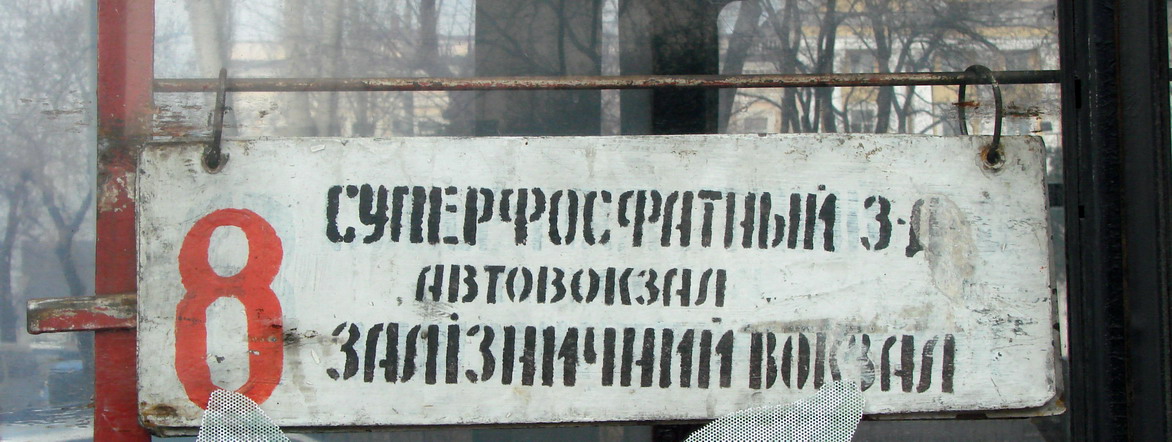 8
СУПЕРФОСФАТНЫЙ З-Д
АВТОВОКЗАЛ
ЗАЛІЗНИЧНИЙ ВОКЗАЛ